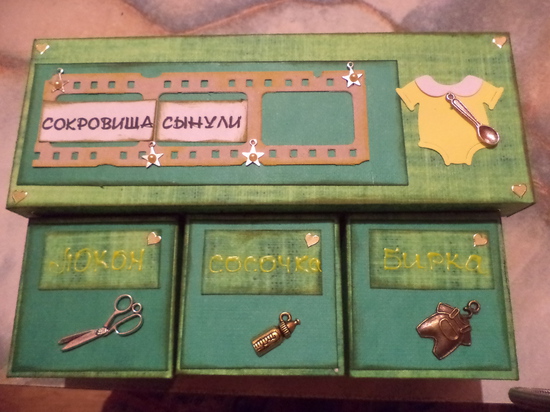 СОКРОВИЩА СЫНУЛИ
ЛОКОН СОСОЧКА БИРКА